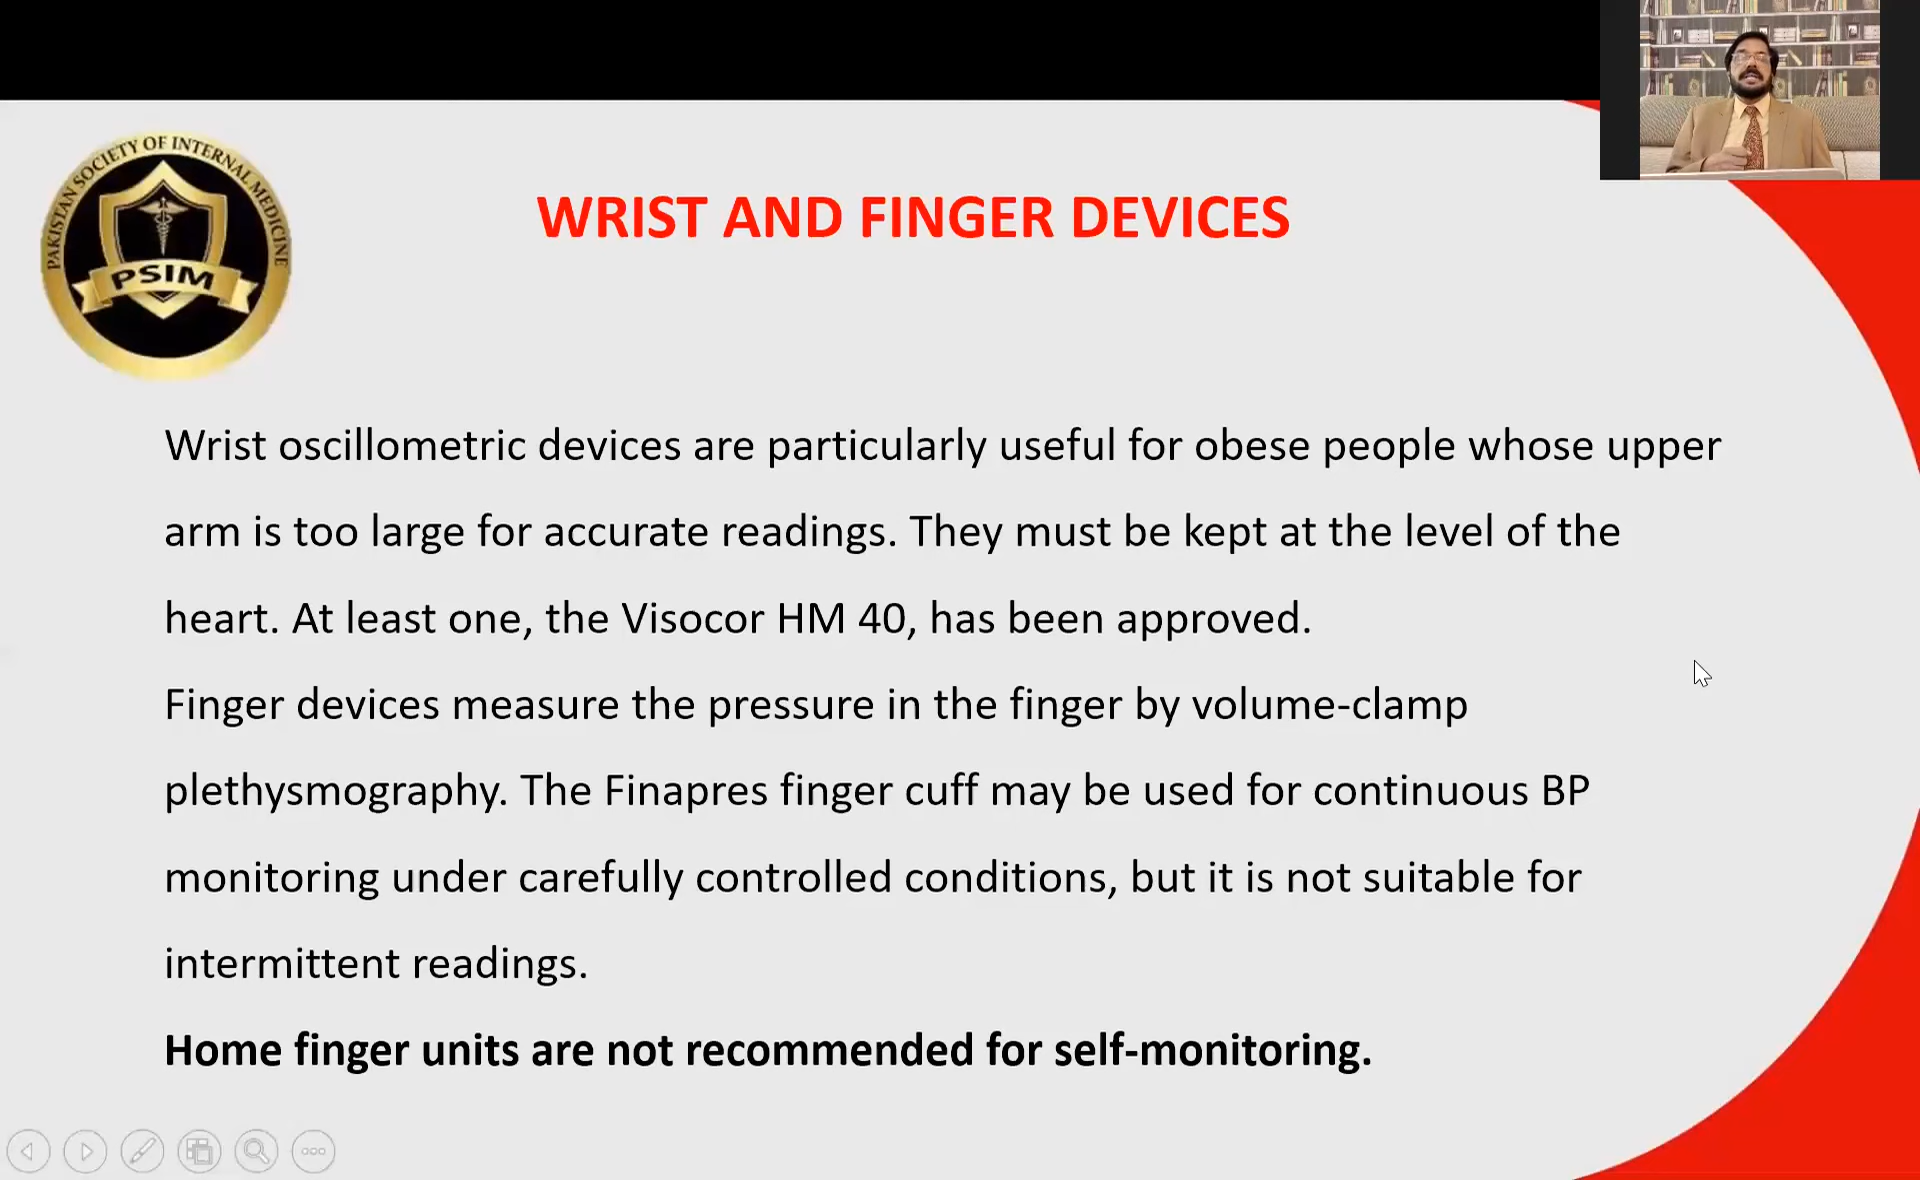 PAKISTAN SOCIETY OF INTERNAL MEDICINE
PSIM
WRIST AND FINGER DEVICES
Wrist oscillometric devices are particularly useful for obese people whose upper
arm is too large for accurate readings. They must be kept at the level of the
heart. At least one, the Visocor HM 40, has been approved.
Finger devices measure the pressure in the finger by volume-clamp
plethysmography. The Finapres finger cuff may be used for continuous BP
monitoring under carefully controlled conditions, but it is not suitable for
intermittent readings.
Home finger units are not recommended for self-monitoring.